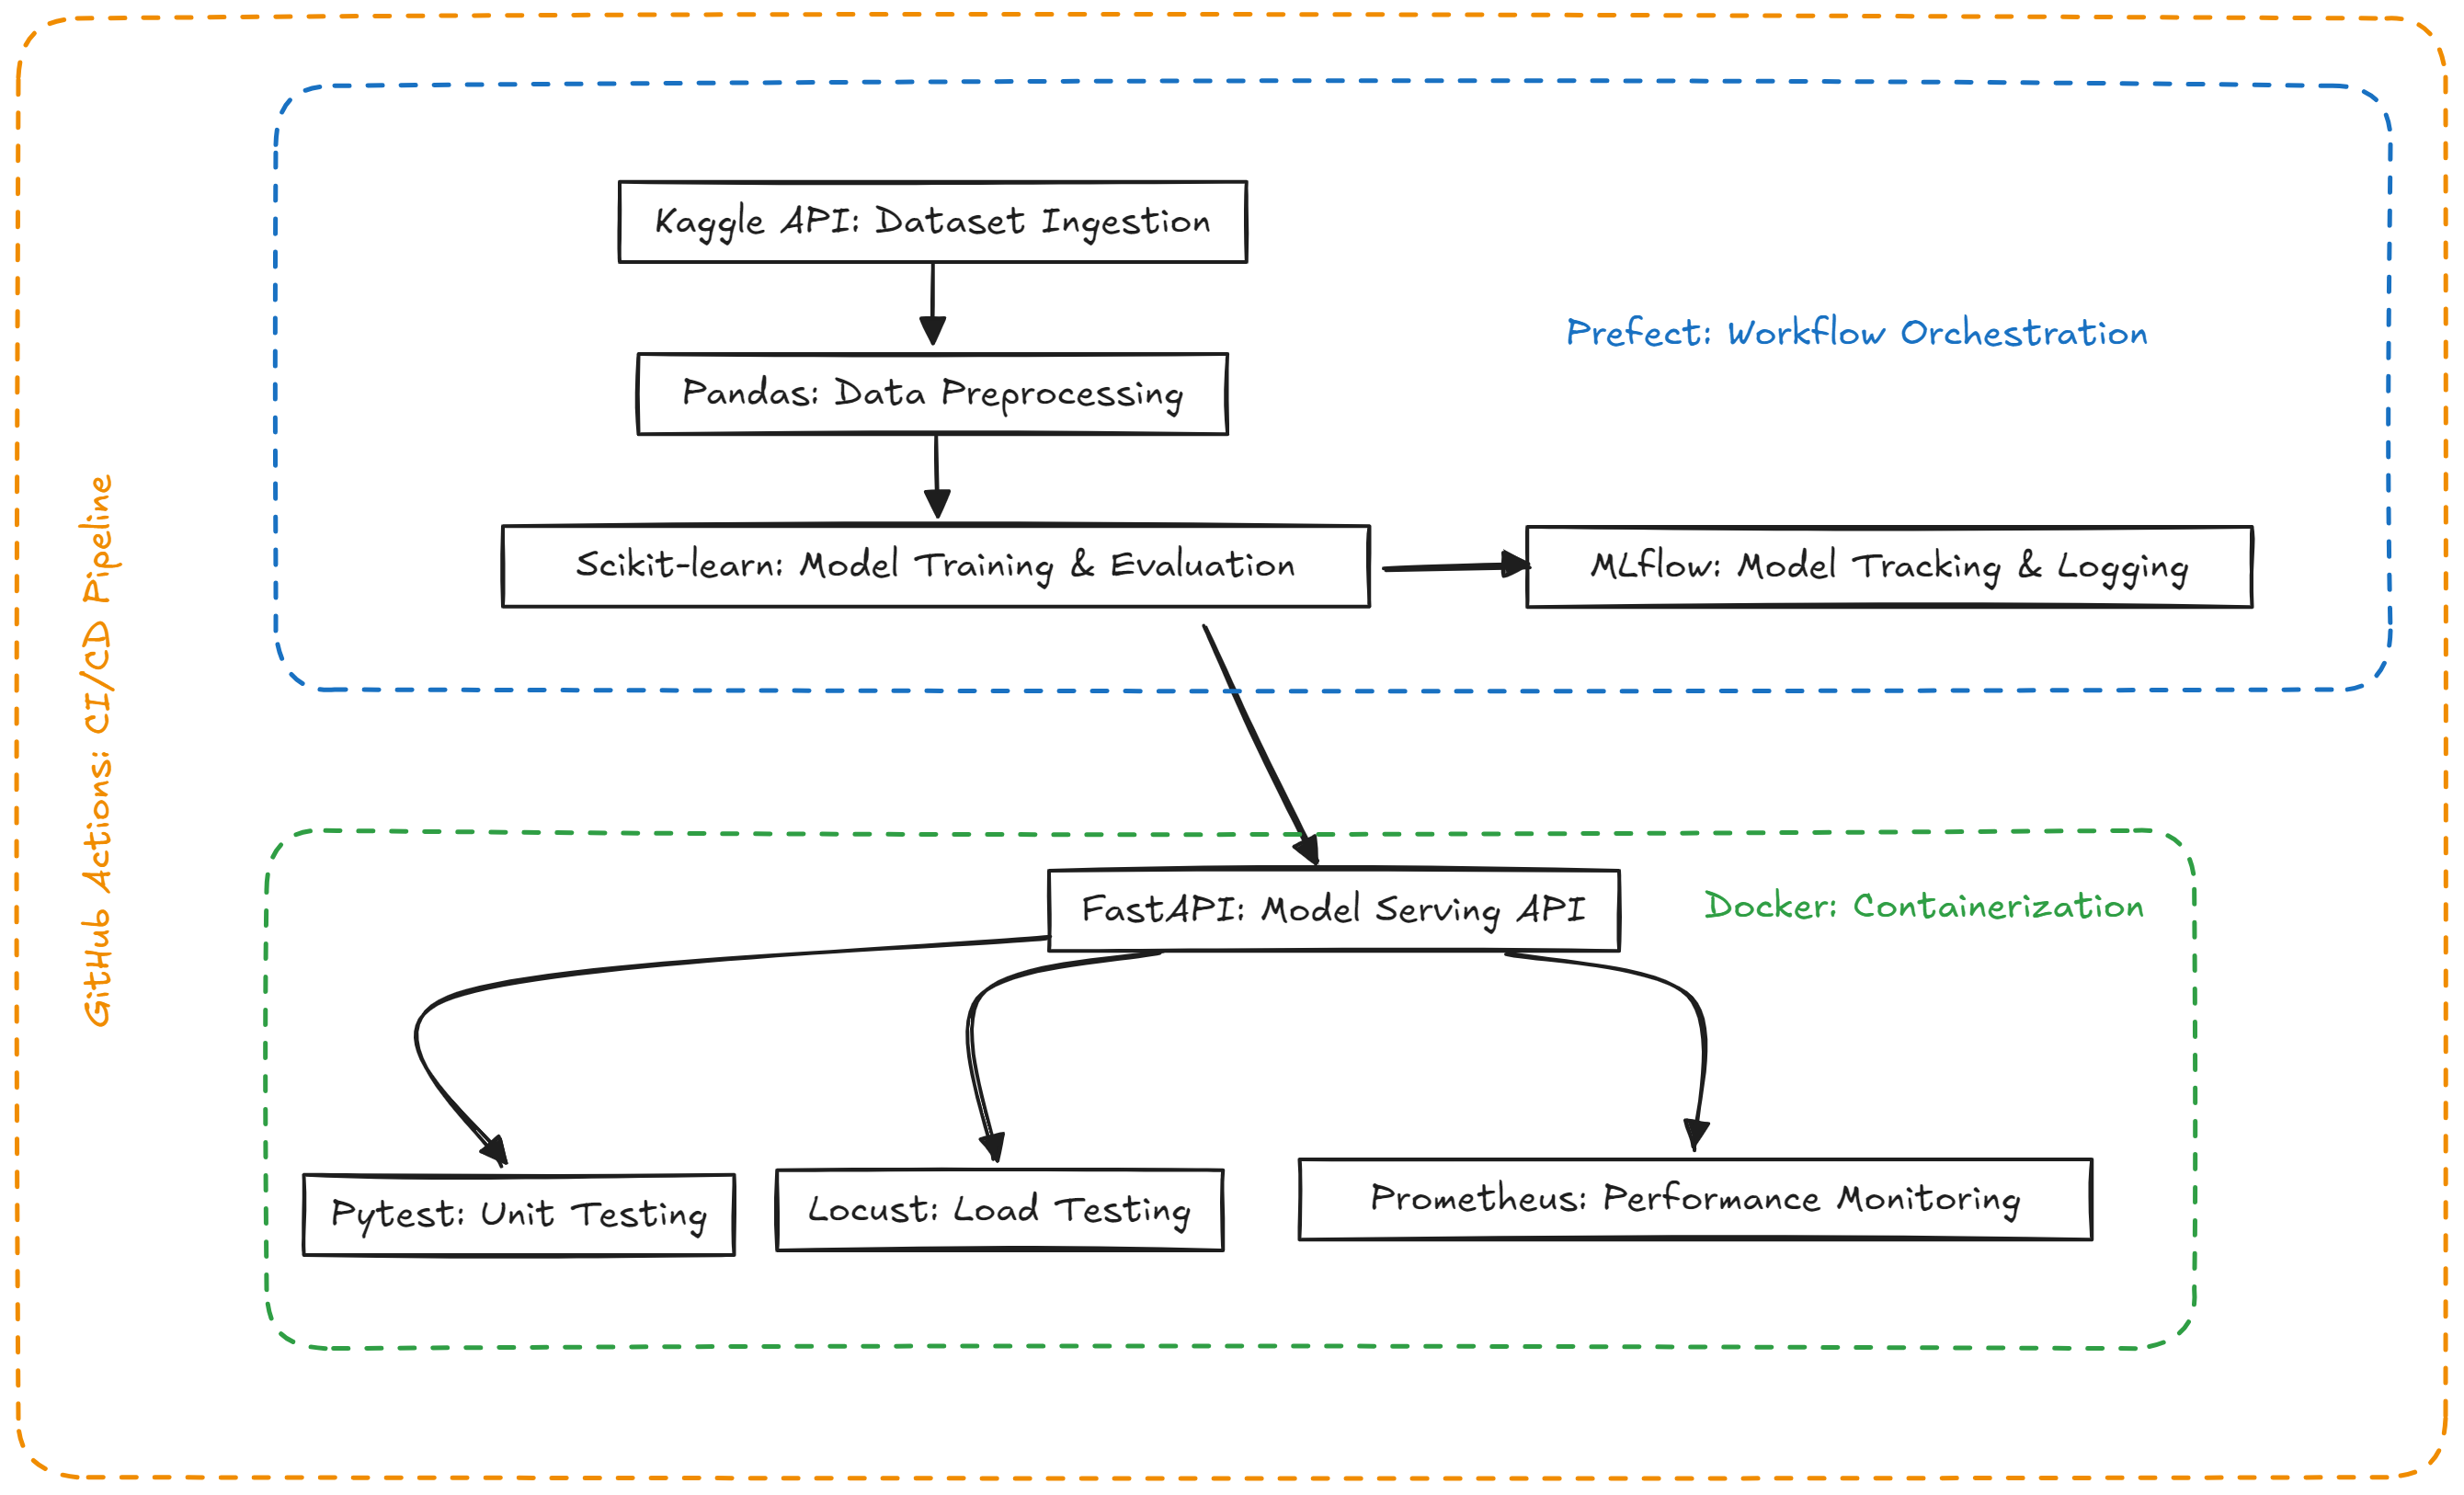 Kaggle API: Dataset Ingestion
Prefect: Workflow Orchestration
Pandas: Data Preprocessing
Scikit-learn: Model Training & Evaluation
MLflow: Model Tracking & Logging
GitHub Actions: CI/CD Pipeline
FastAPI: Model Serving API
Docker: Containerization
Pytest: Unit Testing
Locust: Load Testing
Prometheus: Performance Monitoring